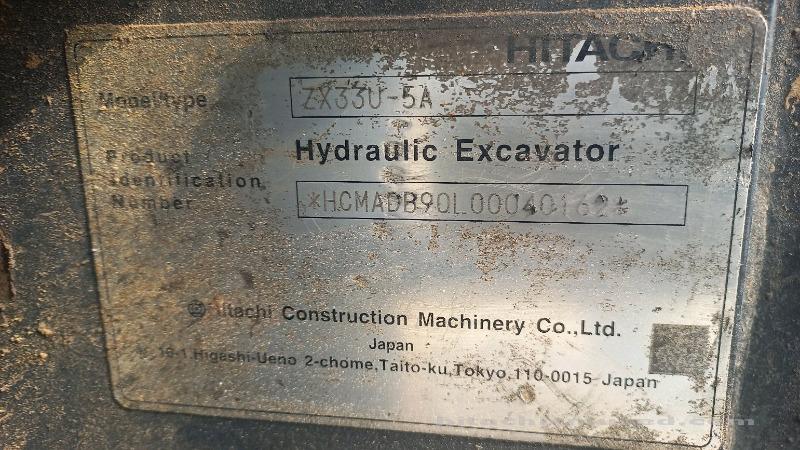 HITACHI
Model/type
ZX33U-5A
Hydraulic Excavator
Product
Identification
Number
*HCMADB90L00040162*
Hitachi Construction Machinery Co.,Ltd.
Japan
16-1 Higashi-Ueno 2-chome,Taito-ku,Tokyo,110-0015 Japan